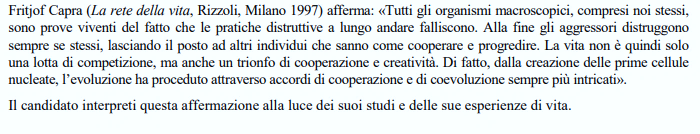 Fritjof Capra (La rete della vita, Rizzoli, Milano 1997) afferma: «Tutti gli organismi macroscopici, compresi noi stessi,
sono prove viventi del fatto che le pratiche distruttive a lungo andare falliscono. Alla fine gli aggressori distruggono
sempre se stessi, lasciando il posto ad altri individui che sanno come cooperare e progredire. La vita non è quindi solo
una lotta di competizione, ma anche un trionfo di cooperazione e creatività. Di fatto, dalla creazione delle prime cellule
nucleate, l'evoluzione ha proceduto attraverso accordi di cooperazione e di coevoluzione sempre più intricati».
Il candidato interpreti questa affermazione alla luce dei suoi studi e delle sue esperienze di vita.